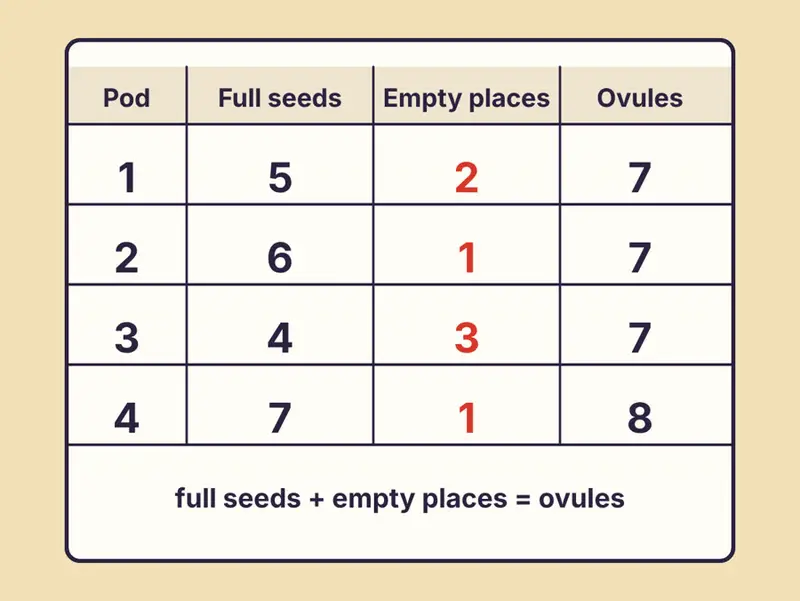 Pod Full seeds Empty places Ovules
1 5 2 7
2 6 1 7
3 4 3 7
4 7 1 8
full seeds + empty places = ovules